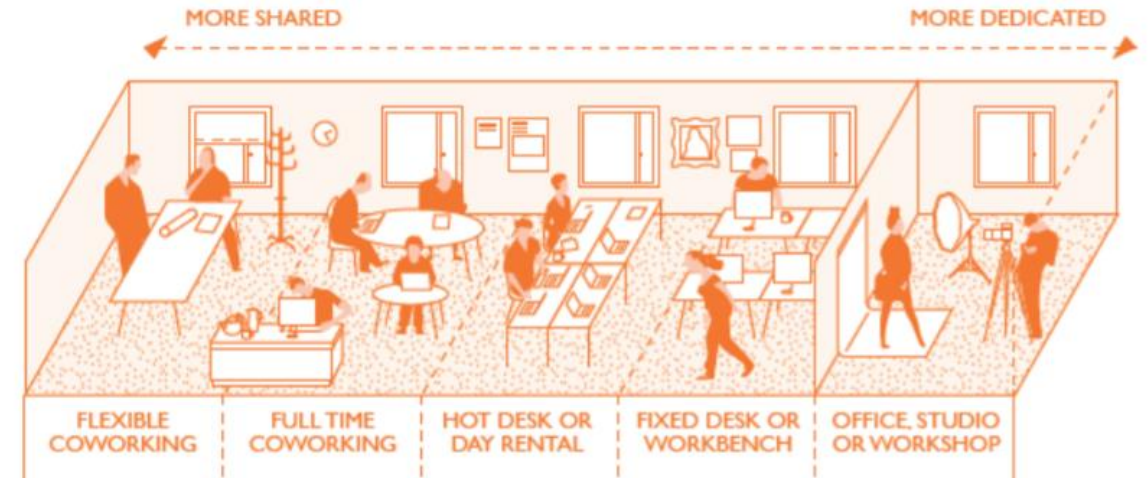 MORE SHARED
MORE DEDICATED
FLEXIBLE
COWORKING
FULL TIME
COWORKING
HOT DESK OR
DAY RENTAL
FIXED DESK OR
WORKBENCH
OFFICE, STUDIO
OR WORKSHOP